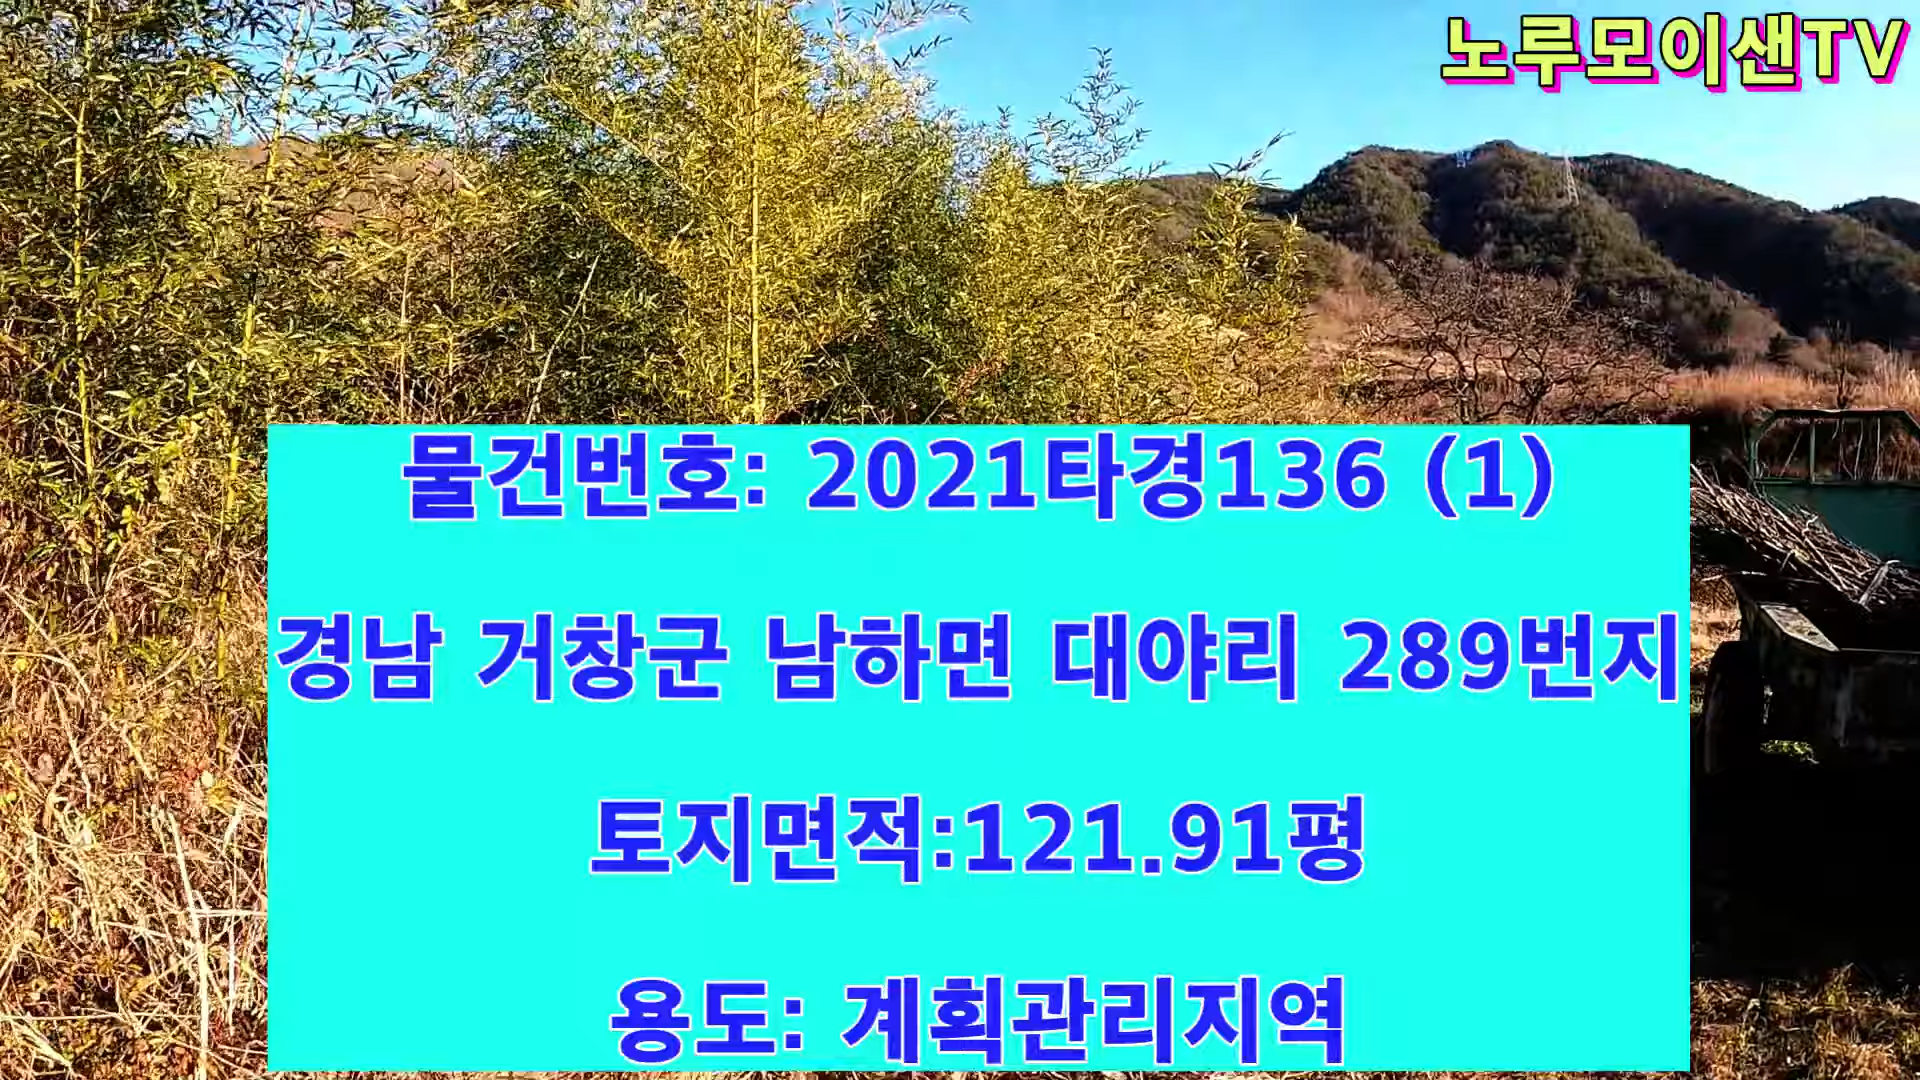 노루모이샌TV
물건번호: 2021타경136 (1)
경남 거창군 남하면 대야리 289번지
토지면적:121.91평
용도: 계획관리지역